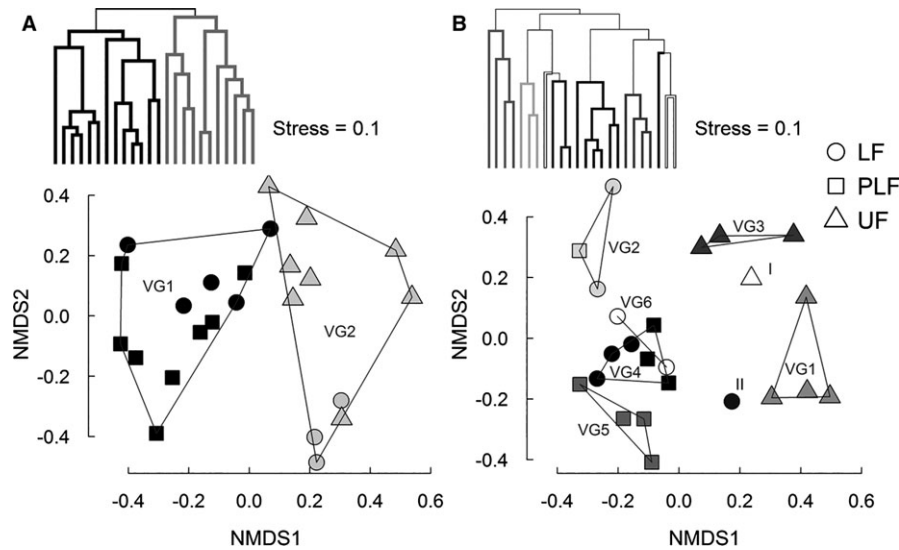 A
Stress = 0.1
0.4
0.2
0.0
-0.2
-0.4
NMDS2
VG1
VG2
-0.4
-0.2
0.0
0.2
0.4
0.6
NMDS1
B
Stress = 0.1
LF
PLF
UF
0.4
0.2
0.0
-0.2
-0.4
NMDS2
VG3
VG2
I
VG6
VG4
VG1
II
VG5
-0.4
-0.2
0.0
0.2
0.4
0.6
NMDS1